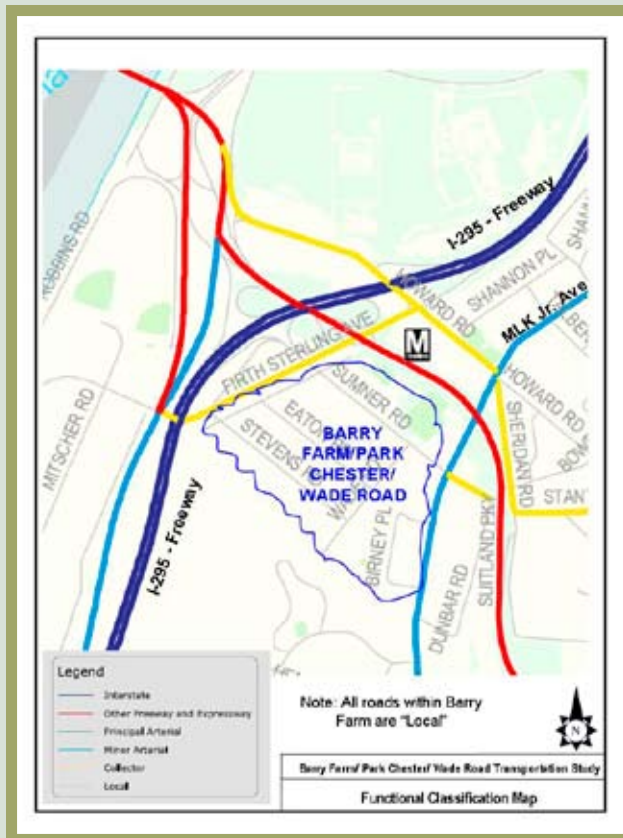 ROBBINS RD
I-295 - Freeway
SHANNON PL
HOWARD RD
MLK Jr. Ave
FIRTH STERLING AVE
M
SUMNER RD
HOWARD RD
MITSCHER RD
EATON
STEVENS
BARRY
FARM/PARK
CHESTER/
WADE ROAD
SHERIDAN RD
STAN
BIRNEY PL
SUITLAND PKY
DUNBAR RD
I-295 - Freeway
Legend
Interstate
Other Freeway and Expressway
Principal Arterial
Minor Arterial
Collector
Local
Note: All roads within Barry
Farm are "Local"
N
Barry Farm/ Park Chester/ Wade Road Transportation Study
Functional Classification Map